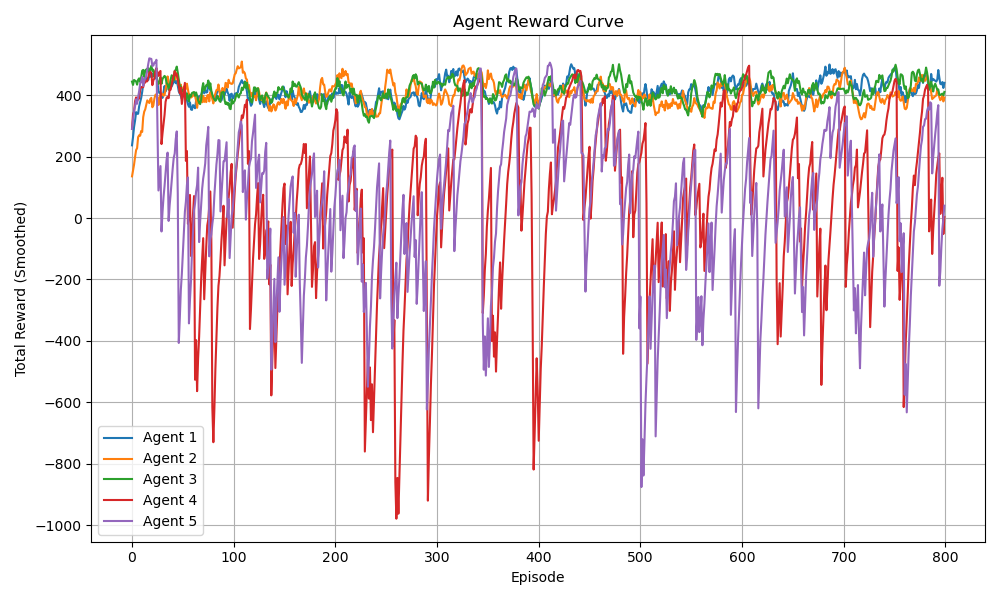 Agent Reward Curve
Total Reward (Smoothed)
400
200
0
−200
−400
−600
−800
−1000
Agent 1
Agent 2
Agent 3
Agent 4
Agent 5
0 100 200 300 400 500 600 700 800
Episode